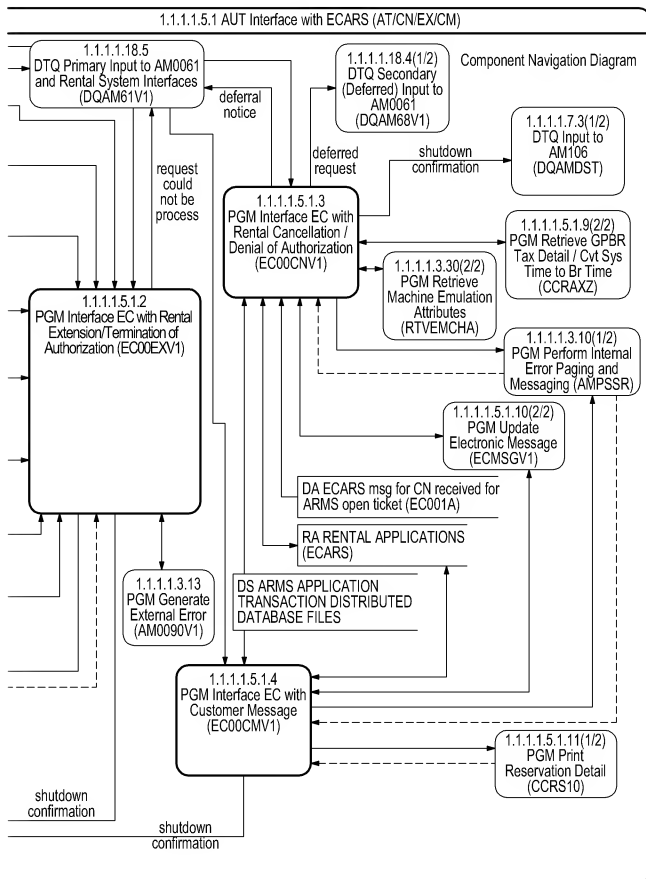 1.1.1.1.5.1 AUT Interface with ECARS (AT/CN/EX/CM)
Component Navigation Diagram
1.1.1.1.18.5
DTQ Primary Input to AM0061
and Rental System Interfaces
(DQAM61V1)
1.1.1.1.18.4(1/2)
DTQ Secondary
(Deferred) Input to
AM0061
(DQAM68V1)
deferral
notice
1.1.1.1.7.3(1/2)
DTQ Input to
AM106
(DQAMDST)
deferred
request
shutdown
confirmation
request
could
not be
process
1.1.1.1.5.1.3
PGM Interface EC with
Rental Cancellation /
Denial of Authorization
(EC00CNV1)
1.1.1.1.5.1.9(2/2)
PGM Retrieve GPBR
Tax Detail / Cvt Sys
Time to Br Time
(CCRAXZ)
1.1.1.1.3.30(2/2)
PGM Retrieve
Machine Emulation
Attributes
(RTVEMCHA)
1.1.1.1.5.1.2
PGM Interface EC with Rental
Extension/Termination of
Authorization (EC00EXV1)
1.1.1.1.3.10(1/2)
PGM Perform Internal
Error Paging and
Messaging (AMPSSR)
1.1.1.1.5.1.10(2/2)
PGM Update
Electronic Message
(ECMSGV1)
DA ECARS msg for CN received for
ARMS open ticket (EC001A)
RA RENTAL APPLICATIONS
(ECARS)
1.1.1.1.3.13
PGM Generate
External Error
(AM0090V1)
DS ARMS APPLICATION
TRANSACTION DISTRIBUTED
DATABASE FILES
1.1.1.1.5.1.4
PGM Interface EC with
Customer Message
(EC00CMV1)
1.1.1.1.5.1.11(1/2)
PGM Print
Reservation Detail
(CCRS10)
shutdown
confirmation
shutdown
confirmation